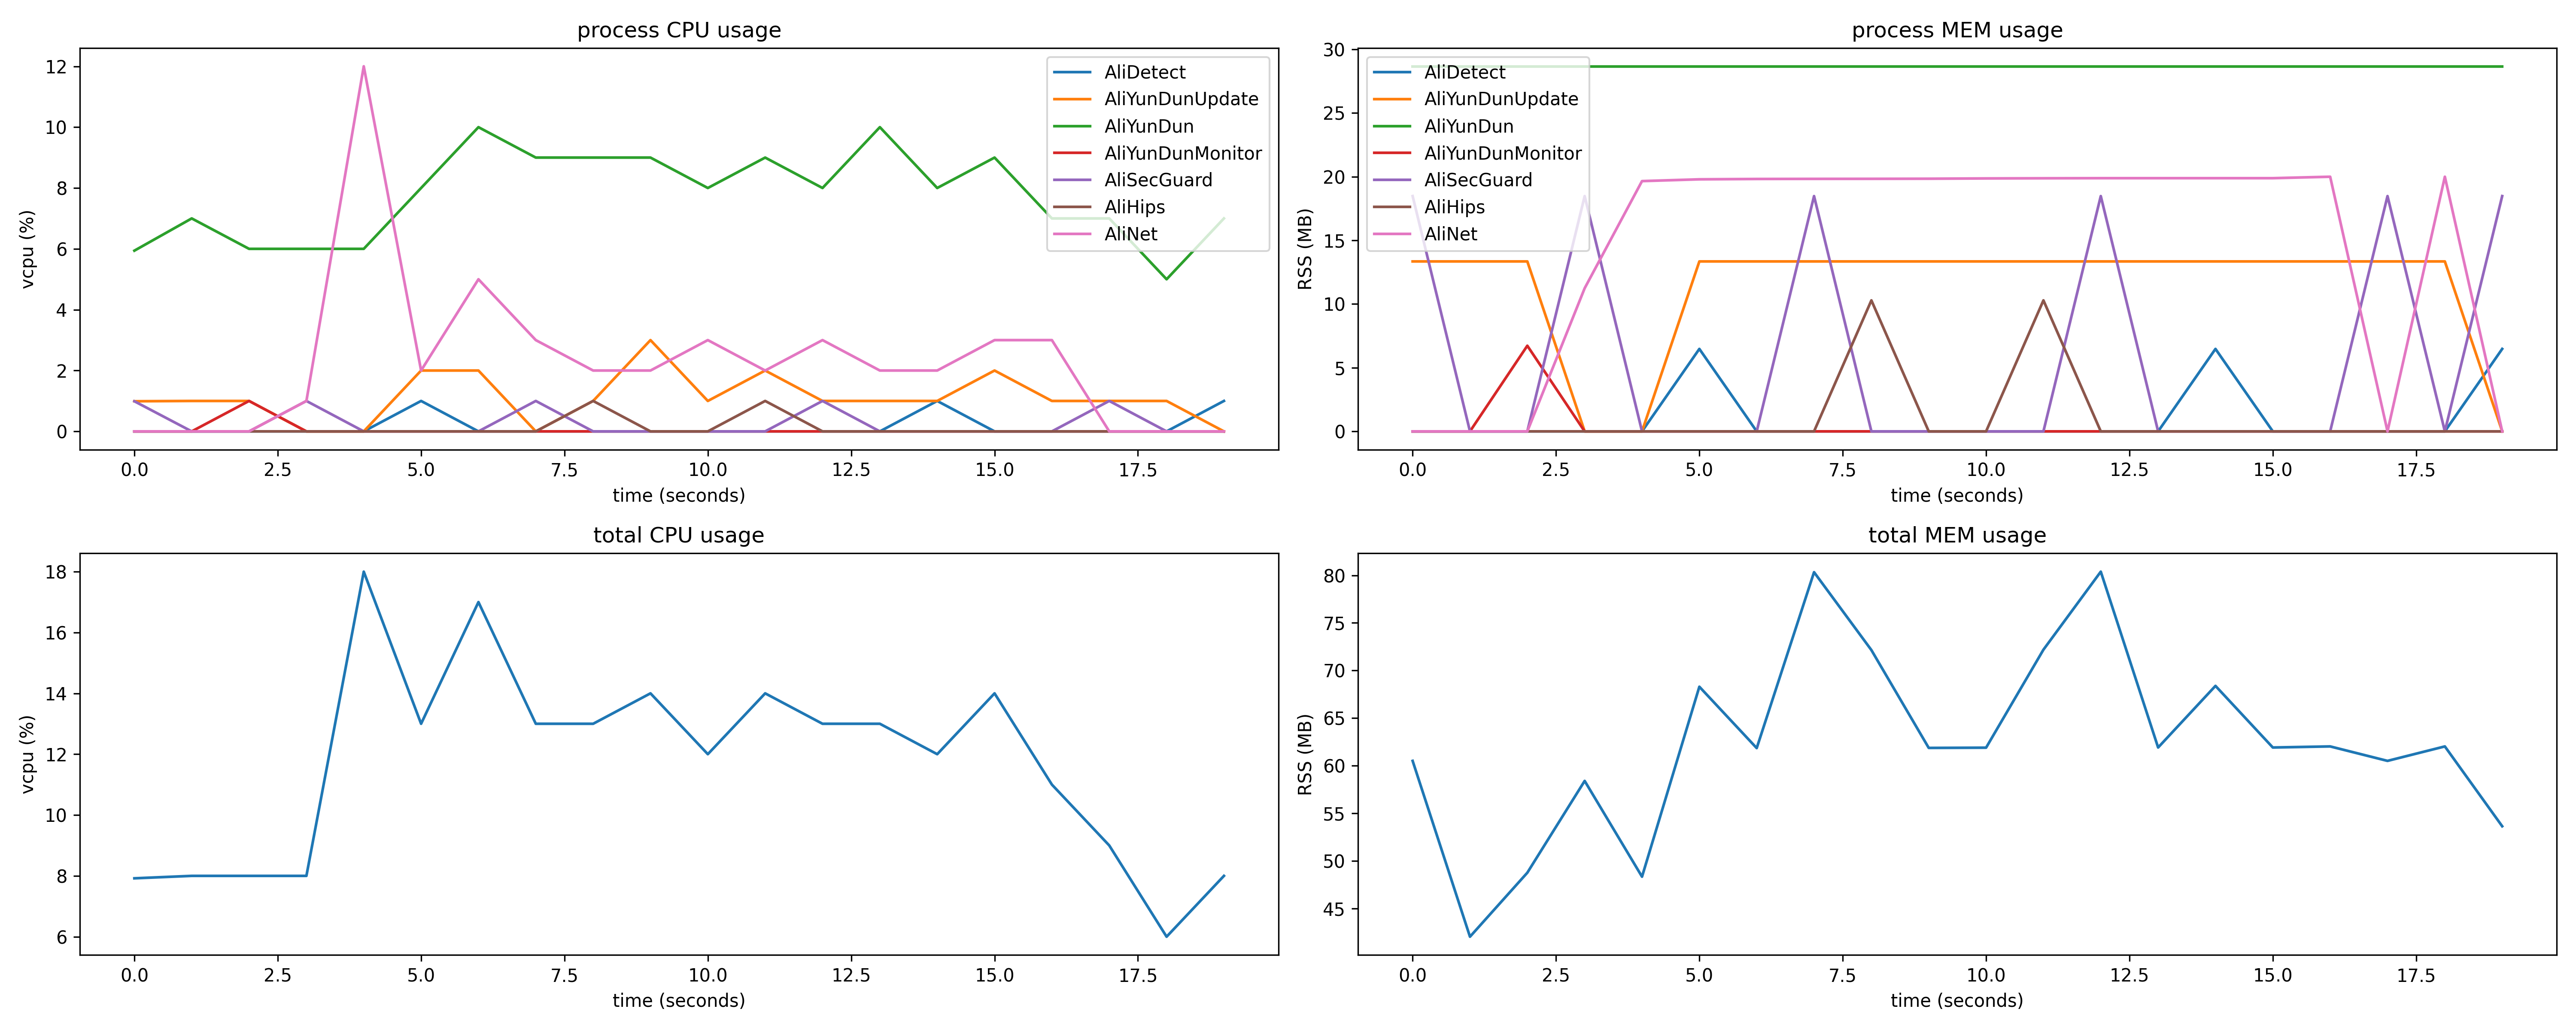 process CPU usage
12
10
8
6
4
2
0
vcpu (%)
AliDetect
AliYunDunUpdate
AliYunDun
AliYunDunMonitor
AliSecGuard
AliHips
AliNet
0.0 2.5 5.0 7.5 10.0 12.5 15.0 17.5
time (seconds)
process MEM usage
30
25
20
15
10
5
0
RSS (MB)
AliDetect
AliYunDunUpdate
AliYunDun
AliYunDunMonitor
AliSecGuard
AliHips
AliNet
0.0 2.5 5.0 7.5 10.0 12.5 15.0 17.5
time (seconds)
total CPU usage
18
16
14
12
10
8
6
vcpu (%)
0.0 2.5 5.0 7.5 10.0 12.5 15.0 17.5
time (seconds)
total MEM usage
80
75
70
65
60
55
50
45
RSS (MB)
0.0 2.5 5.0 7.5 10.0 12.5 15.0 17.5
time (seconds)